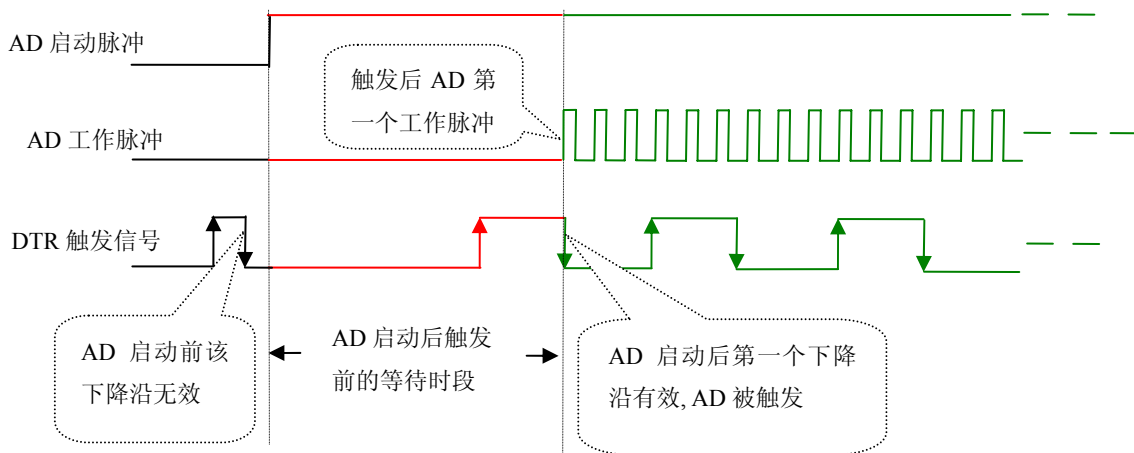 AD 启动脉冲
触发后 AD 第
一个工作脉冲
AD 工作脉冲
DTR 触发信号
AD 启动前该
下降沿无效
AD 启动后触发
前的等待时段
AD 启动后第一个下降
沿有效, AD 被触发